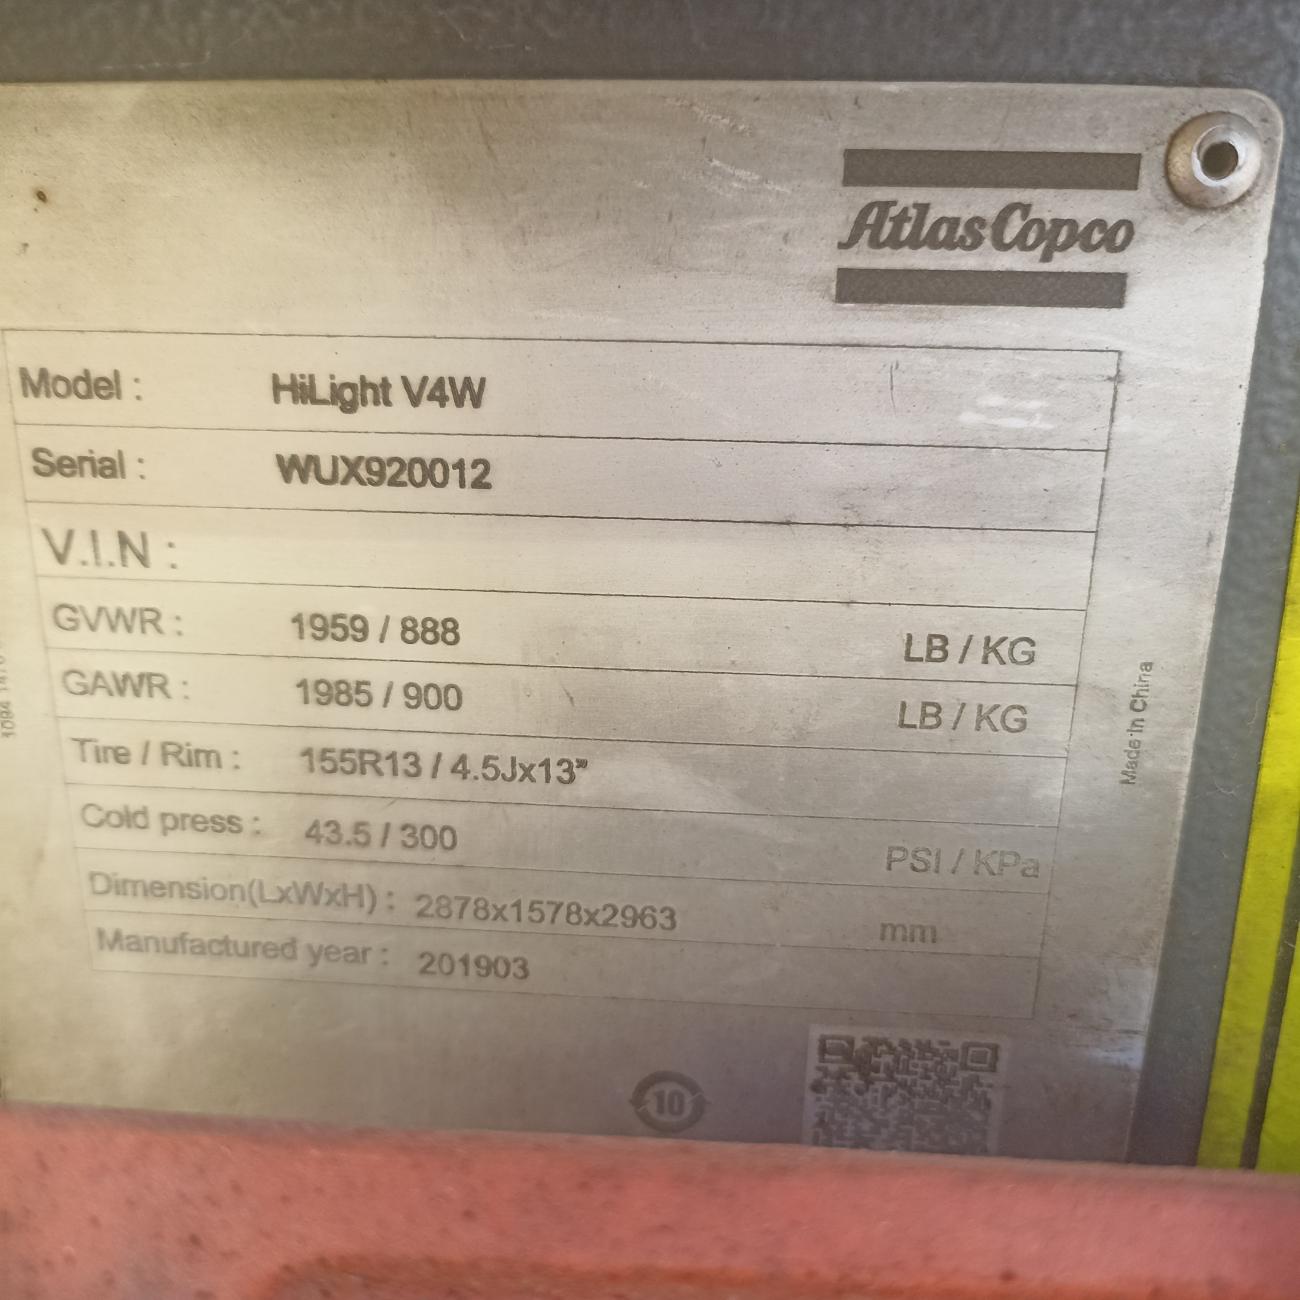 Atlas Copco
Model : HiLight V4W
Serial : WUX920012
V.I.N :
GVWR : 1959 / 888 LB / KG
GAWR : 1985 / 900 LB / KG
Tire / Rim : 155R13 / 4.5Jx13”
Cold press : 43.5 / 300 PSI / KPa
Dimension(LxWxH) : 2878x1578x2963 mm
Manufactured year : 201903
Made in China
10